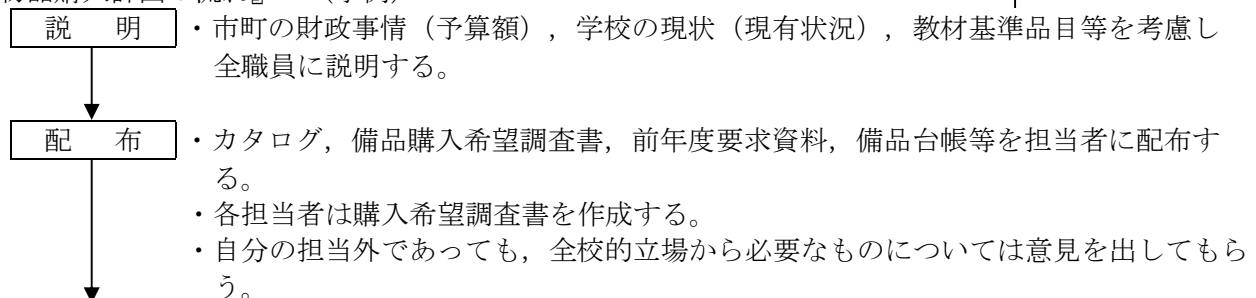 説　明　・市町の財政事情（予算額），学校の現状（現有状況），教材基準品目等を考慮し
全職員に説明する。
配　布　・カタログ，備品購入希望調査書，前年度要求資料，備品台帳等を担当者に配布す
る。
・各担当者は購入希望調査書を作成する。
・自分の担当外であっても，全校的立場から必要なものについては意見を出してもら
う。